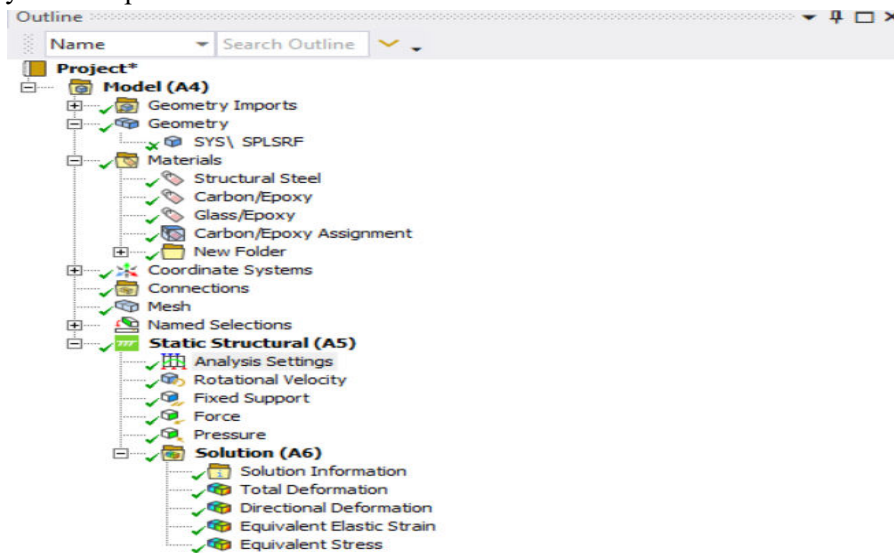 Outline
Name Search Outline
Project*
Model (A4)
Geometry Imports
Geometry
SYS\ SPLSRF
Materials
Structural Steel
Carbon/Epoxy
Glass/Epoxy
Carbon/Epoxy Assignment
New Folder
Coordinate Systems
Connections
Mesh
Named Selections
Static Structural (A5)
Analysis Settings
Rotational Velocity
Fixed Support
Force
Pressure
Solution (A6)
Solution Information
Total Deformation
Directional Deformation
Equivalent Elastic Strain
Equivalent Stress